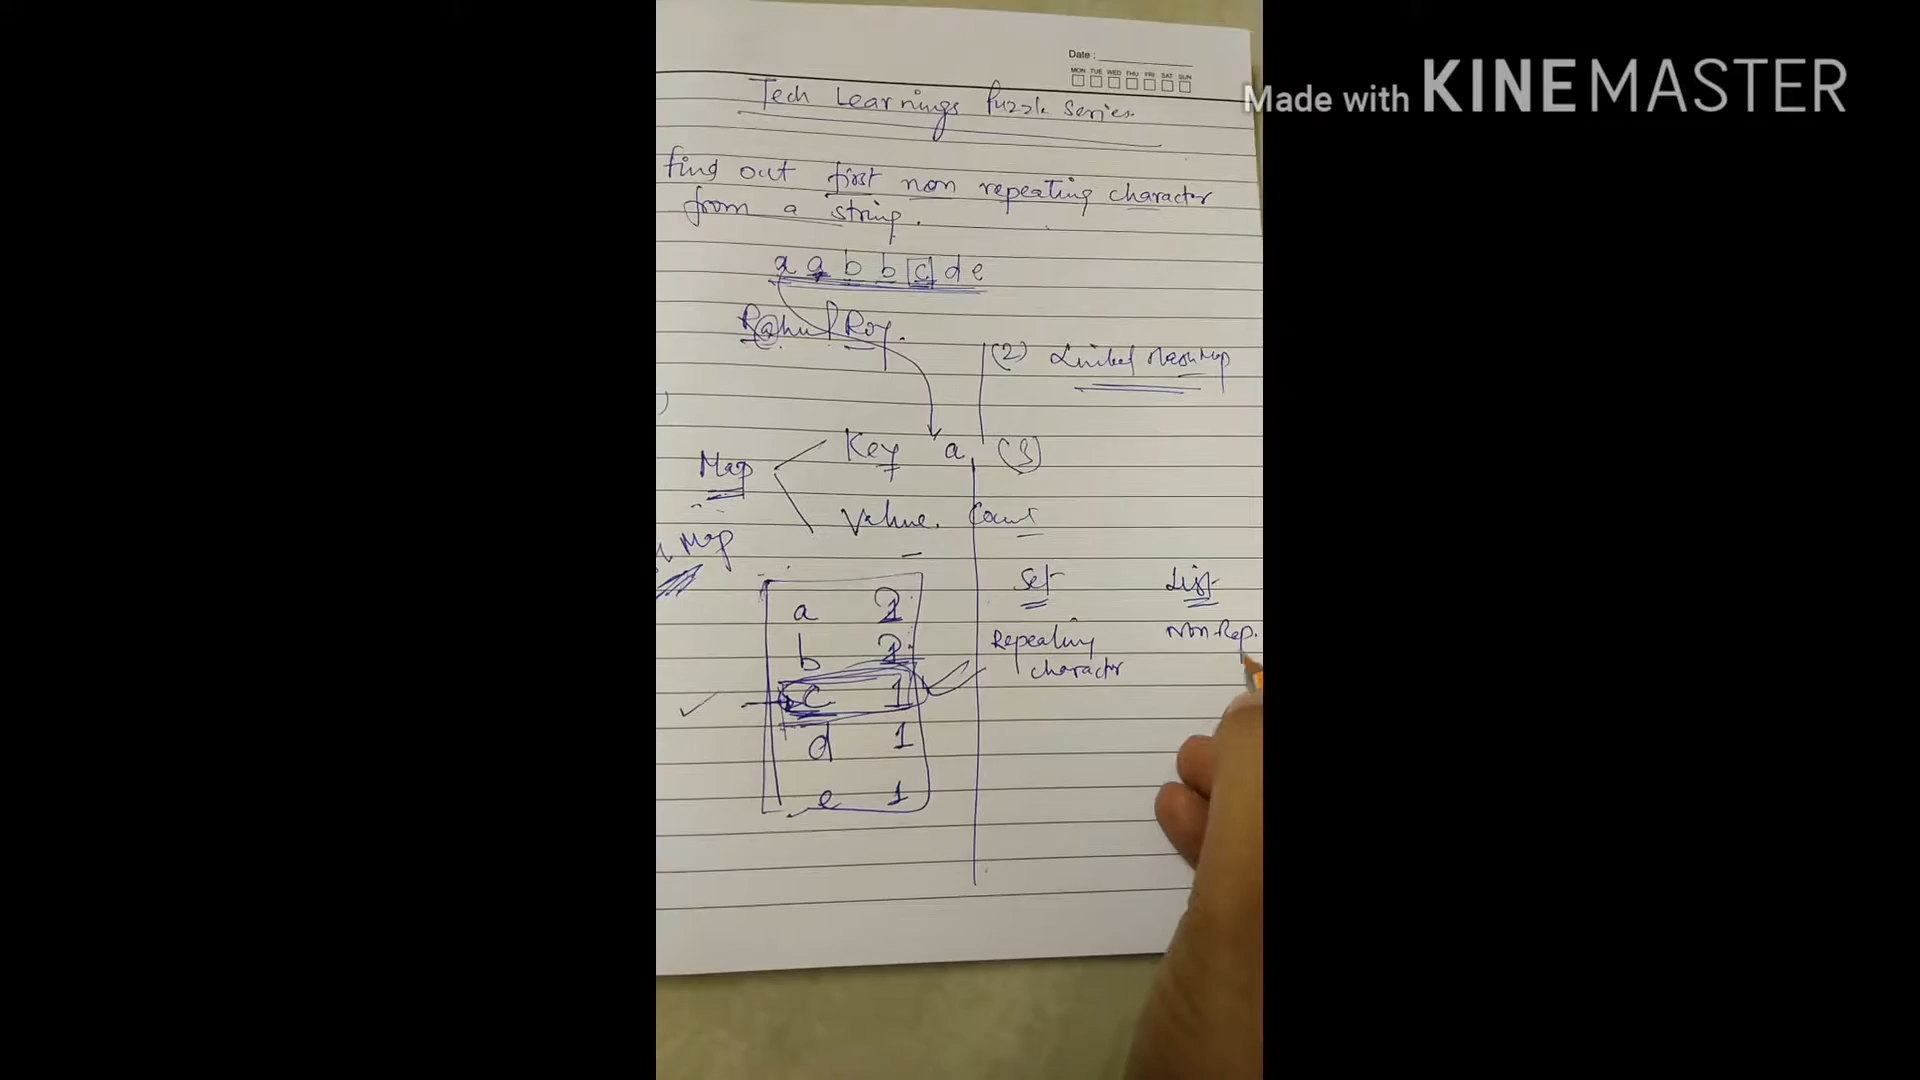 Date :
MON TUE WED THU FRI SAT SUN
Made with KINEMASTER
Tech Learnings Puzzle Series
find out first non repeating character
from a string.
a a b b c d e
Rahul Roy.
(2) Linked HashMap
Key a (3)
Map
Value. Count
Map
Set List
a 2
Repeating Non-Rep.
b 2
character
c 1
d 1
e 1